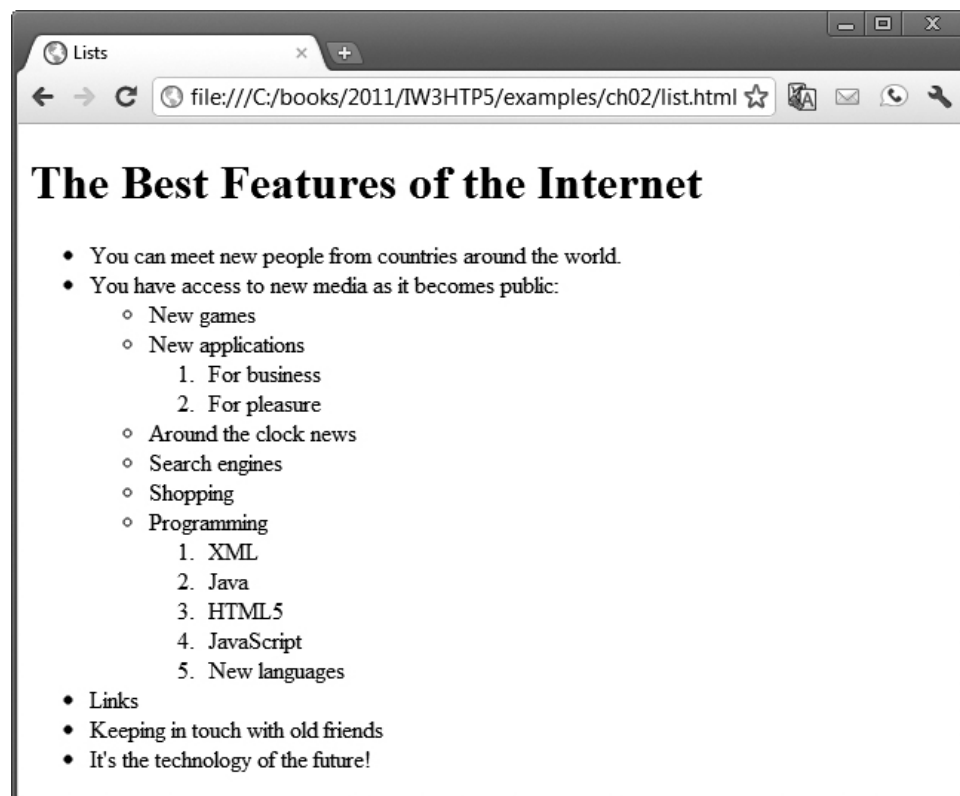 Lists
file:///C:/books/2011/IW3HTP5/examples/ch02/list.html
The Best Features of the Internet
• You can meet new people from countries around the world.
• You have access to new media as it becomes public:
◦ New games
◦ New applications
1. For business
2. For pleasure
◦ Around the clock news
◦ Search engines
◦ Shopping
◦ Programming
1. XML
2. Java
3. HTML5
4. JavaScript
5. New languages
• Links
• Keeping in touch with old friends
• It's the technology of the future!